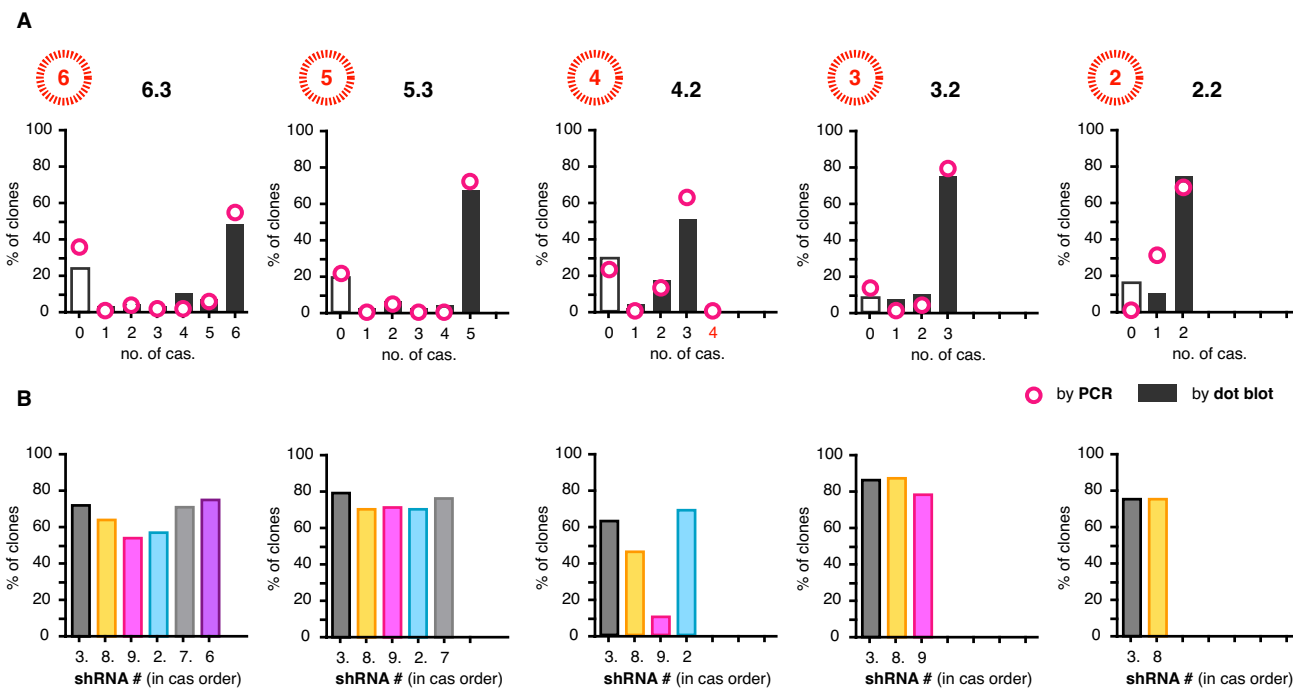 A
6 6.3
5 5.3
4 4.2
3 3.2
2 2.2
% of clones
100
80
60
40
20
0
0 1 2 3 4 5 6
no. of cas.
% of clones
100
80
60
40
20
0
0 1 2 3 4 5
no. of cas.
% of clones
100
80
60
40
20
0
0 1 2 3 4
no. of cas.
% of clones
100
80
60
40
20
0
0 1 2 3
no. of cas.
% of clones
100
80
60
40
20
0
0 1 2
no. of cas.
by PCR by dot blot
B
% of clones
100
80
60
40
20
0
3. 8. 9. 2. 7. 6
shRNA # (in cas order)
% of clones
100
80
60
40
20
0
3. 8. 9. 2. 7
shRNA # (in cas order)
% of clones
100
80
60
40
20
0
3. 8. 9. 2
shRNA # (in cas order)
% of clones
100
80
60
40
20
0
3. 8. 9
shRNA # (in cas order)
% of clones
100
80
60
40
20
0
3. 8
shRNA # (in cas order)